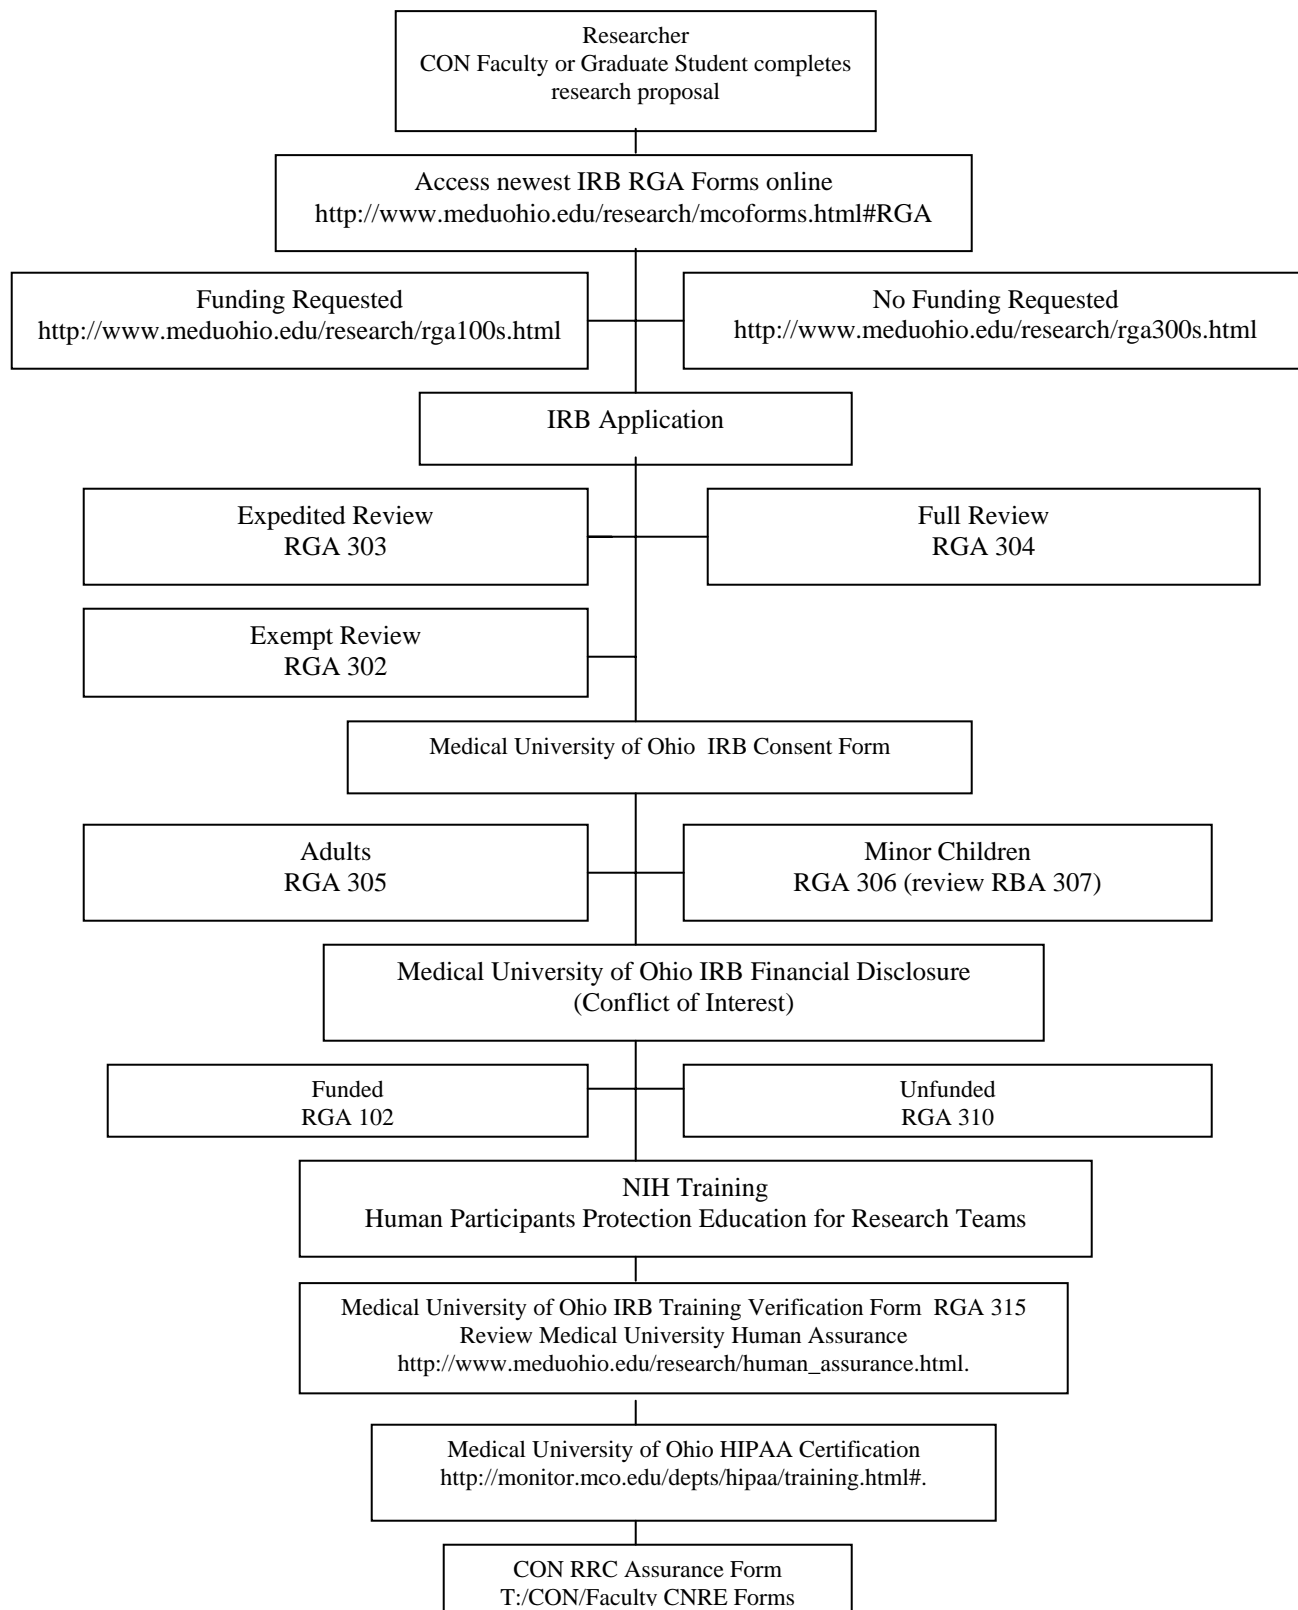 Researcher
CON Faculty or Graduate Student completes
research proposal
Access newest IRB RGA Forms online
http://www.meduohio.edu/research/mcoforms.html#RGA
Funding Requested
http://www.meduohio.edu/research/rga100s.html
No Funding Requested
http://www.meduohio.edu/research/rga300s.html
IRB Application
Expedited Review
RGA 303
Full Review
RGA 304
Exempt Review
RGA 302
Medical University of Ohio IRB Consent Form
Adults
RGA 305
Minor Children
RGA 306 (review RBA 307)
Medical University of Ohio IRB Financial Disclosure
(Conflict of Interest)
Funded
RGA 102
Unfunded
RGA 310
NIH Training
Human Participants Protection Education for Research Teams
Medical University of Ohio IRB Training Verification Form RGA 315
Review Medical University Human Assurance
http://www.meduohio.edu/research/human_assurance.html.
Medical University of Ohio HIPAA Certification
http://monitor.mco.edu/depts/hipaa/training.html#.
CON RRC Assurance Form
T:/CON/Faculty CNRE Forms